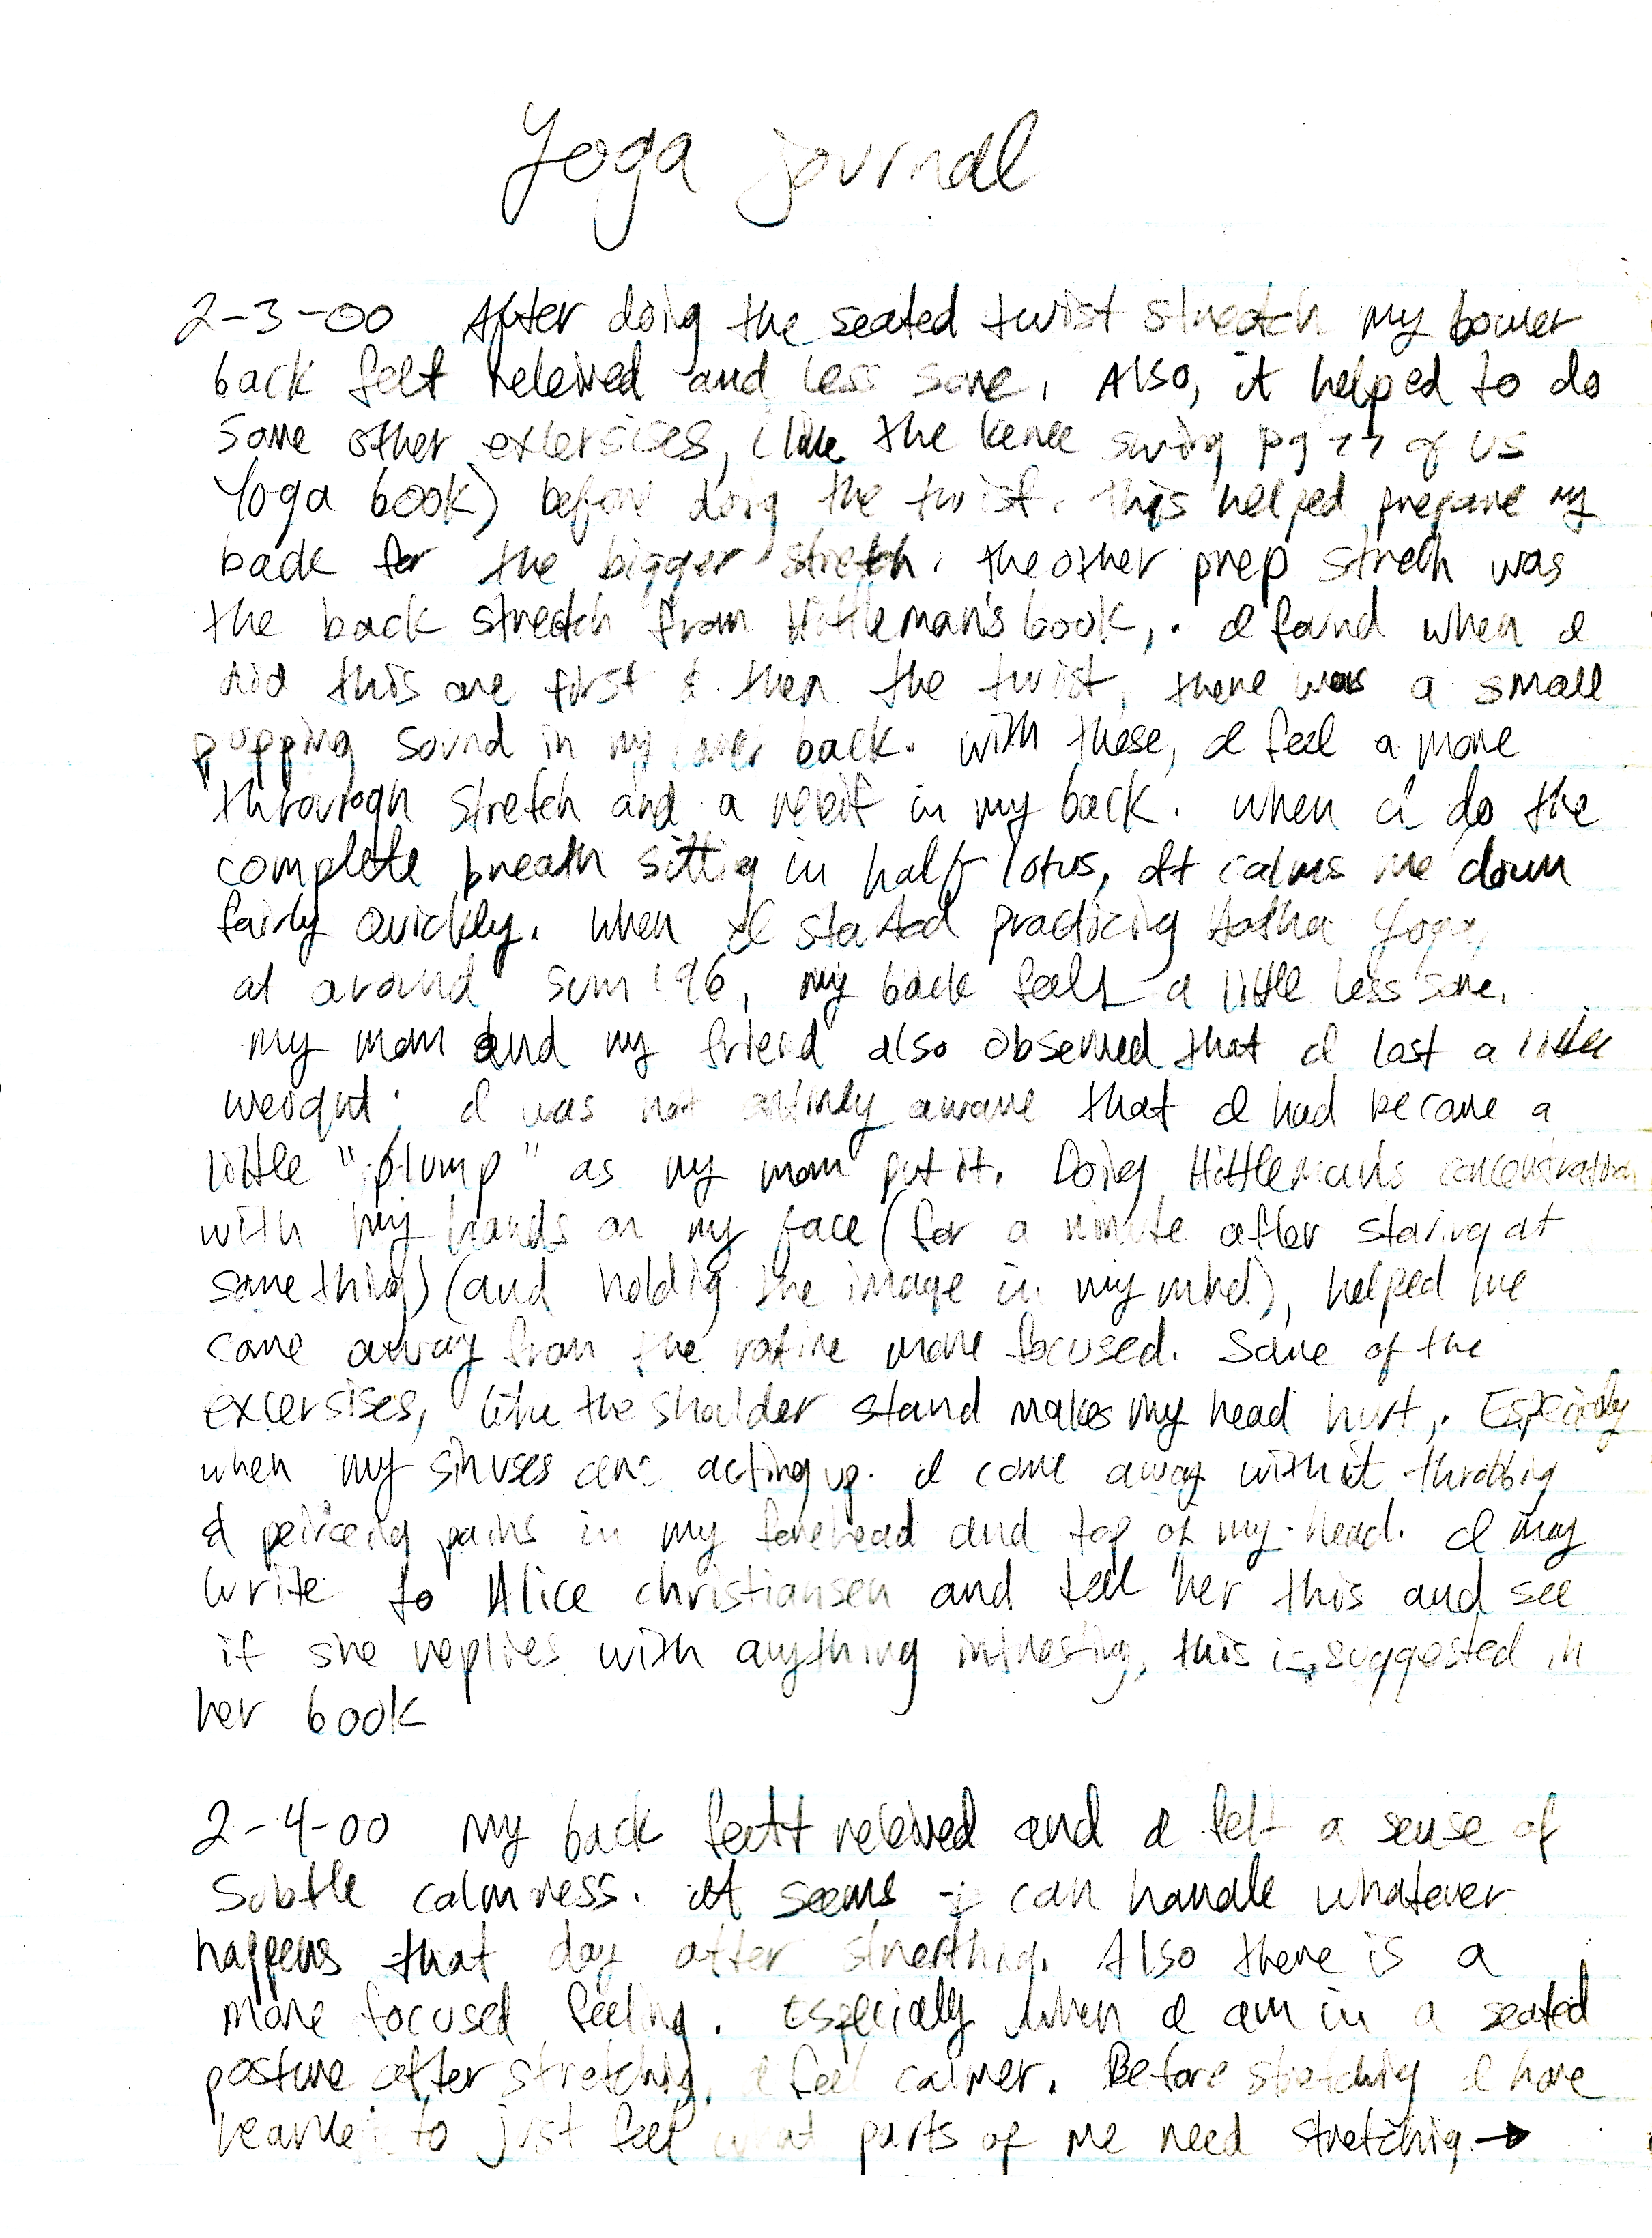 Yoga journal
2-3-00 After doing the seated twist stretch my lower
back felt releived and less sore. Also, it helped to do
some other excersises, (like the knee swing pg of US
Yoga book) before doing the twist. This helped prepare my
back for the bigger stretch. the other prep streth was
the back stretch from Hittleman's book,. I found when I
did this one first & then the twist, there was a small
popping sound in my lower back. with these, I feel a more
throvrogh stretch and a releif in my back. when I do the
complete breath sittig in half lotus, It calms me down
fairly quickly. when I started practicing Hatha Yoga,
at around sum '96, my back feels a little less sore.
my mom and my friend also observed that I lost a little
weight; I was not entirely aware that I had became a
little "plump" as my mom put it. Doing Hittleman's concentration
with my hands on my face (for a minute after staring at
something) (and holdig the image in my mind), helped me
come away from the rotine more focused. Some of the
excersises, like the shoulder stand makes my head hurt,. Especialy
when my sinuses are acting up. I come away with it throbbing
& peirceing pains in my forehead and top of my head. I may
write to Alice christiansen and tell her this and see
if she replies with anything intresting, this is suggested in
her book
2-4-00 My back felt releived and I felt a sense of
Subtle calmness. It seems I can handle whatever
happens that day after strething. Also there is a
more focused feeling. Especialy when I am in a seated
posture after stretching, I feel calmer. Before stretching I have
learned to just feel what parts of me need stretchig →